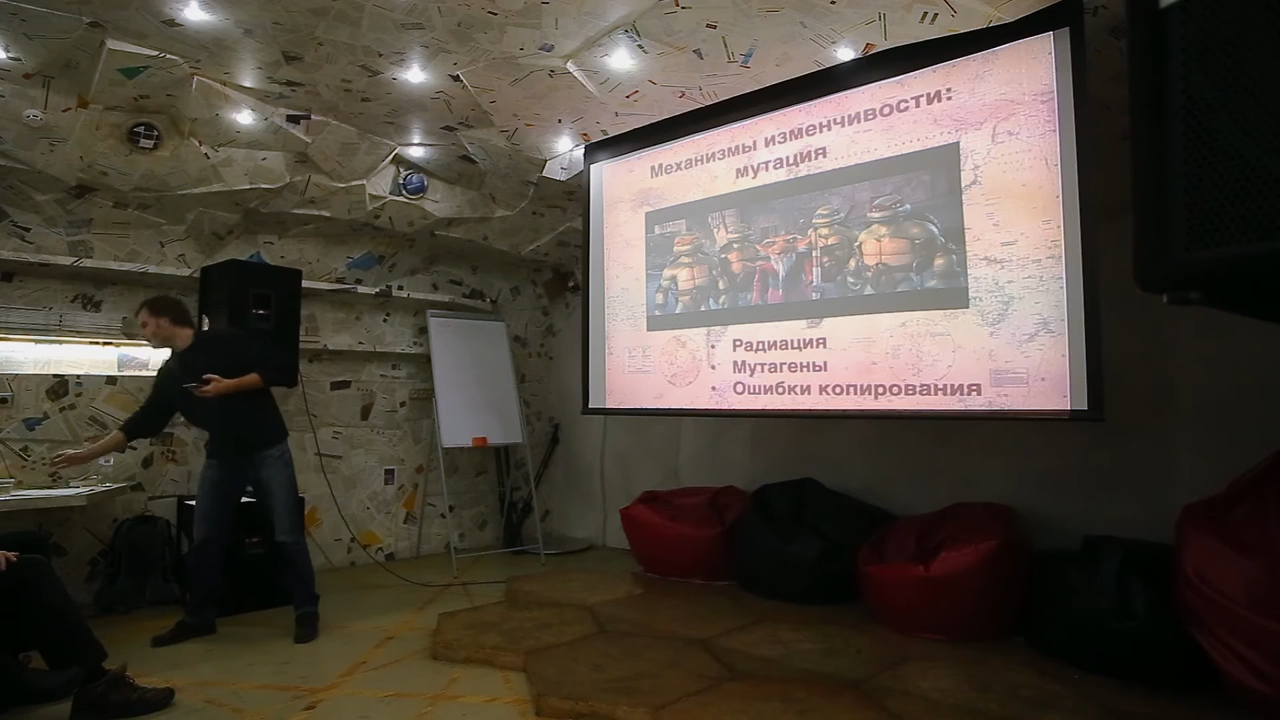 Механизмы изменчивости:
мутация
• Радиация
• Мутагены
• Ошибки копирования